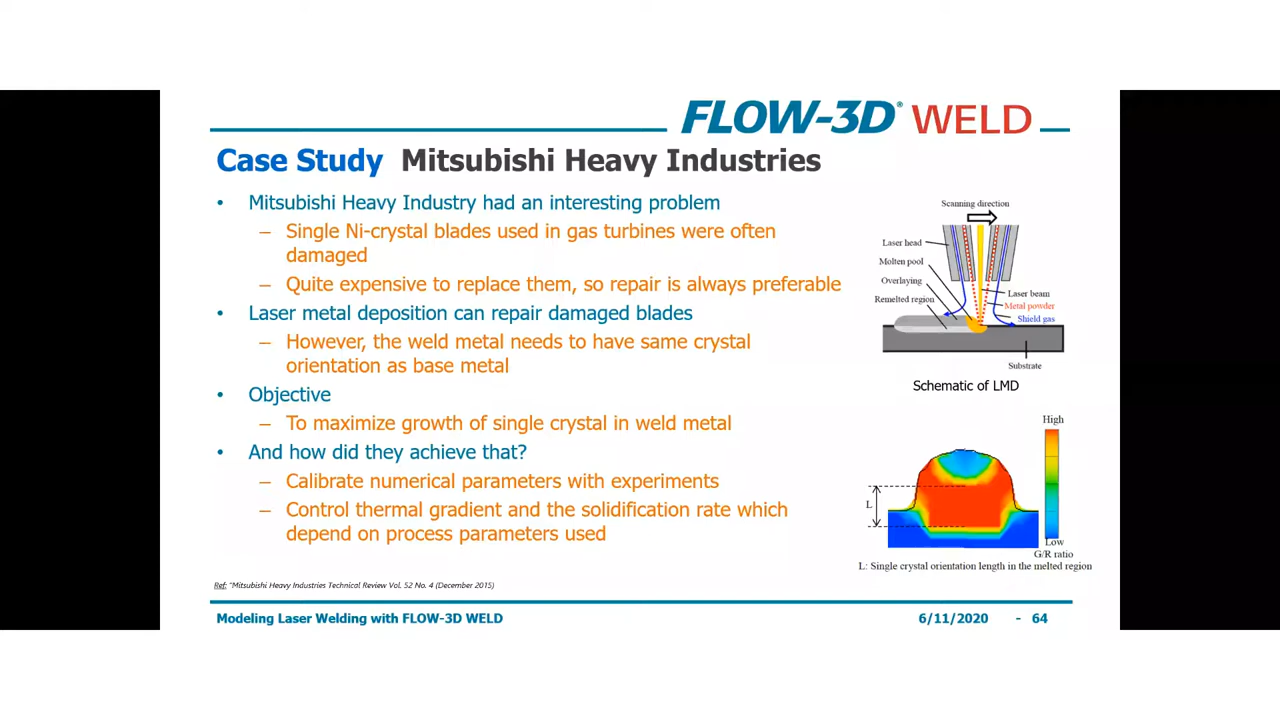 FLOW-3D® WELD
Case Study Mitsubishi Heavy Industries
• Mitsubishi Heavy Industry had an interesting problem
– Single Ni-crystal blades used in gas turbines were often
damaged
– Quite expensive to replace them, so repair is always preferable
• Laser metal deposition can repair damaged blades
– However, the weld metal needs to have same crystal
orientation as base metal
• Objective
– To maximize growth of single crystal in weld metal
• And how did they achieve that?
– Calibrate numerical parameters with experiments
– Control thermal gradient and the solidification rate which
depend on process parameters used
Scanning direction
Laser head
Molten pool
Overlaying
Remelted region
Laser beam
Metal powder
Shield gas
Substrate
Schematic of LMD
High
L
Low
G/R ratio
L: Single crystal orientation length in the melted region
Ref: "Mitsubishi Heavy Industries Technical Review Vol. 52 No. 4 (December 2015)
Modeling Laser Welding with FLOW-3D WELD
6/11/2020 - 64